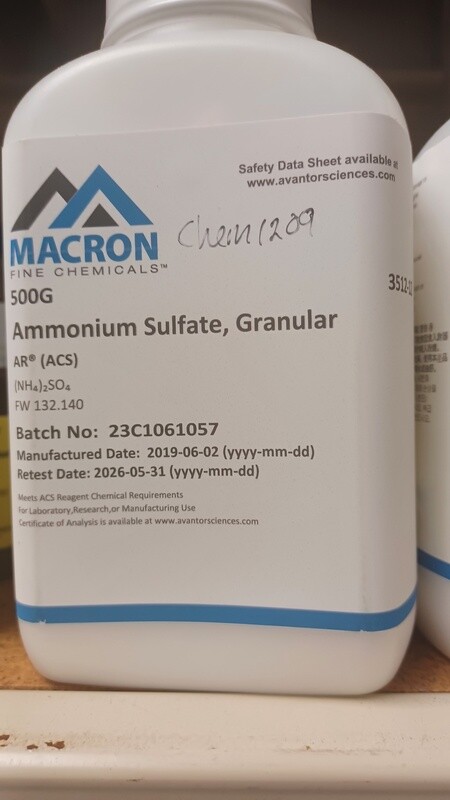 Safety Data Sheet available at
www.avantorsciences.com
MACRON
FINE CHEMICALS™
Chem1209
500G
3512-12
Ammonium Sulfate, Granular
AR® (ACS)
(NH₄)₂SO₄
FW 132.140
Batch No: 23C1061057
Manufactured Date: 2019-06-02 (yyyy-mm-dd)
Retest Date: 2026-05-31 (yyyy-mm-dd)
Meets ACS Reagent Chemical Requirements
For Laboratory,Research,or Manufacturing Use
Certificate of Analysis is available at www.avantorsciences.com